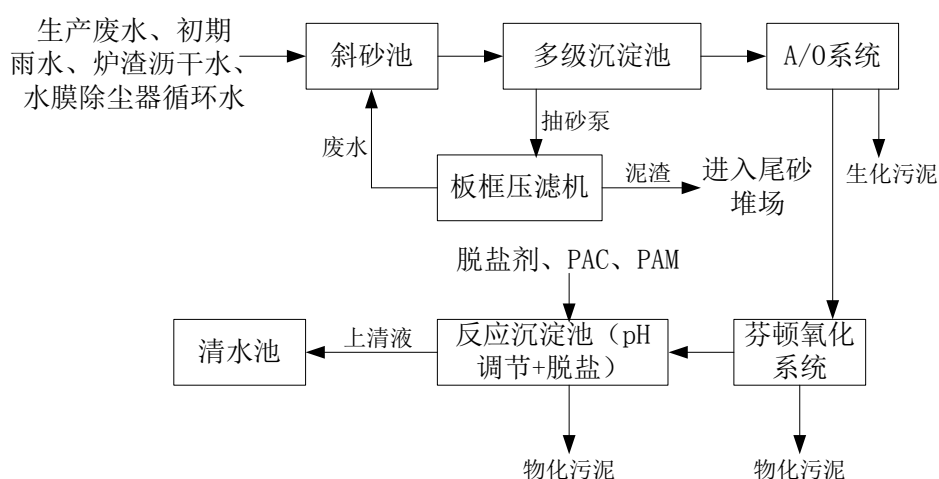 生产废水、初期
雨水、炉渣沥干水、
水膜除尘器循环水
斜砂池
多级沉淀池
A/O系统
废水
抽砂泵
板框压滤机
泥渣
进入尾砂
堆场
生化污泥
脱盐剂、PAC、PAM
清水池
上清液
反应沉淀池（pH
调节+脱盐）
芬顿氧化
系统
物化污泥
物化污泥